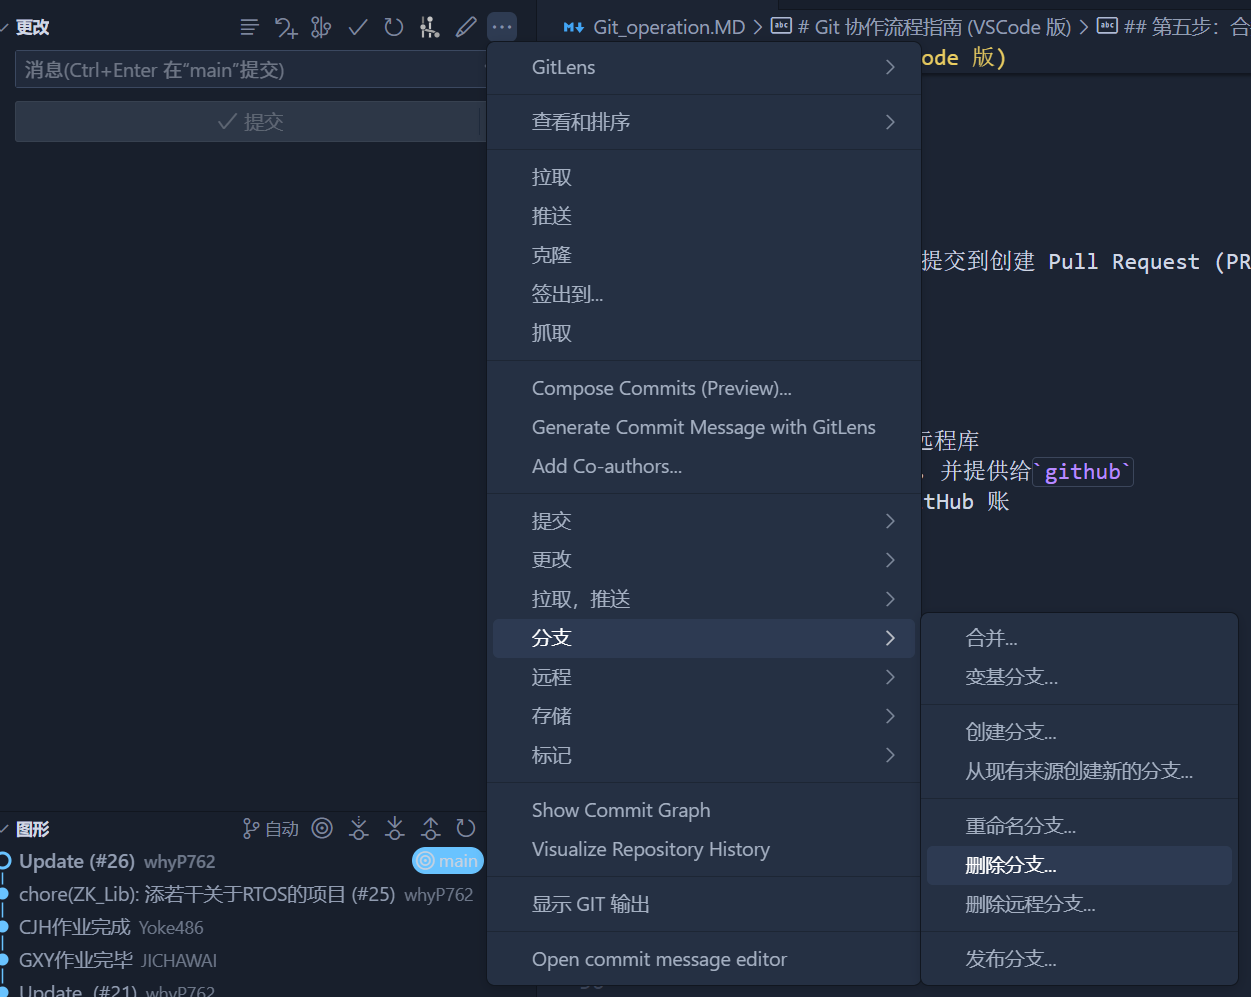 更改
消息(Ctrl+Enter 在“main”提交)
提交
Git_operation.MD
# Git 协作流程指南 (VSCode 版)
## 第五步：合
ode 版)
GitLens
查看和排序
拉取
推送
克隆
签出到...
抓取
Compose Commits (Preview)...
Generate Commit Message with GitLens
Add Co-authors...
提交
更改
拉取，推送
分支
远程
存储
标记
Show Commit Graph
Visualize Repository History
显示 GIT 输出
Open commit message editor
提交到创建 Pull Request (PR
远程库
并提供给`github`
tHub 账
合并...
变基分支...
创建分支...
从现有来源创建新的分支...
重命名分支...
删除分支...
删除远程分支...
发布分支...
图形
自动
Update (#26) whyP762
main
chore(ZK_Lib): 添若干关于RTOS的项目 (#25) whyP762
CJH作业完成 Yoke486
GXY作业完毕 JICHAWAI
Update (#21) whyP762